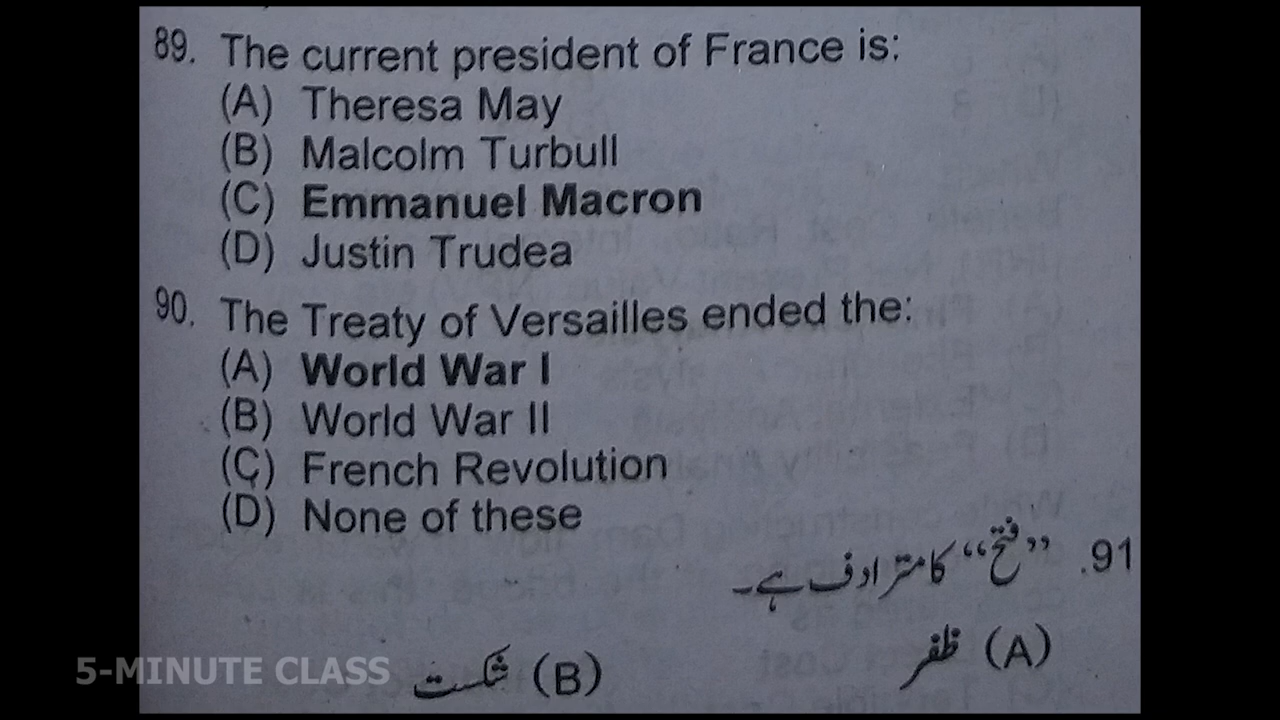 89. The current president of France is:
(A) Theresa May
(B) Malcolm Turbull
(C) Emmanuel Macron
(D) Justin Trudea
90. The Treaty of Versailles ended the:
(A) World War I
(B) World War II
(C) French Revolution
(D) None of these
91. ”فتح“ کا مترادف ہے۔
(A) ظفر (B) شکست
5-MINUTE CLASS